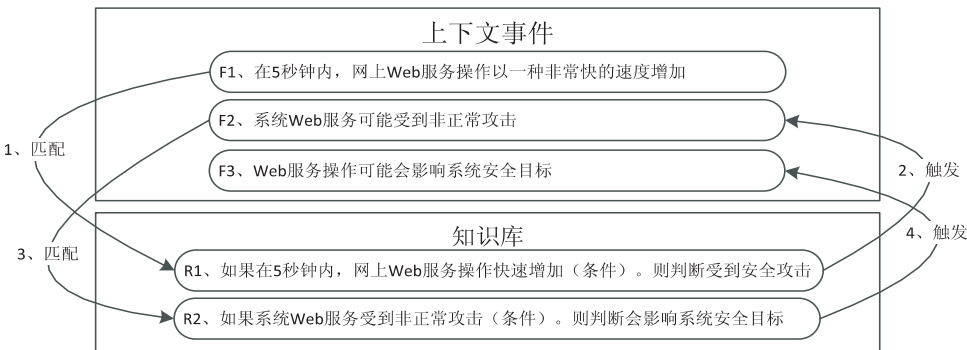 上下文事件
F1、在5秒钟内，网上Web服务操作以一种非常快的速度增加
F2、系统Web服务可能受到非正常攻击
1、匹配
F3、Web服务操作可能会影响系统安全目标
2、触发
知识库
4、触发
3、匹配
R1、如果在5秒钟内，网上Web服务操作快速增加（条件）。则判断受到安全攻击
R2、如果系统Web服务受到非正常攻击（条件）。则判断会影响系统安全目标